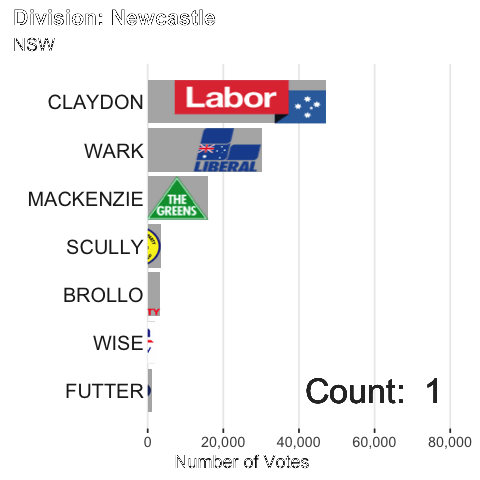 Division: Newcastle
NSW
CLAYDON
Labor
WARK
LIBERAL
MACKENZIE
THE
GREENS
SCULLY
BROLLO
TY
WISE
FUTTER
Count: 1
0 20,000 40,000 60,000 80,000
Number of Votes